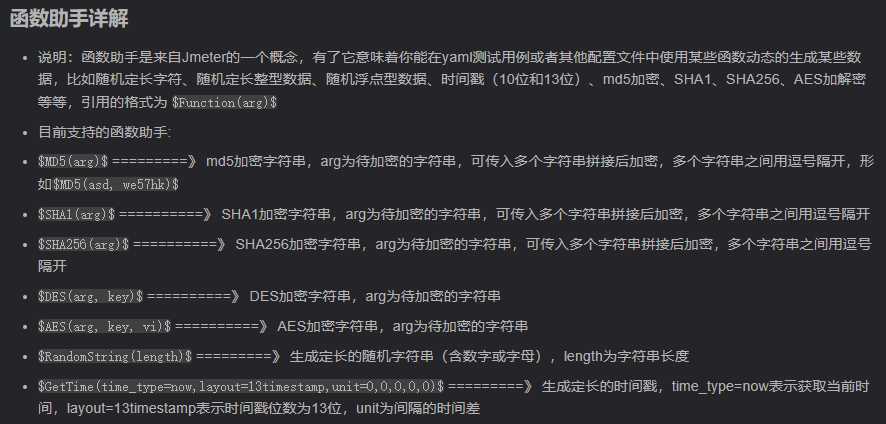 函数助手详解
说明：函数助手是来自Jmeter的一个概念，有了它意味着你能在yaml测试用例或者其他配置文件中使用某些函数动态的生成某些数
据，比如随机定长字符、随机定长整型数据、随机浮点型数据、时间戳（10位和13位）、md5加密、SHA1、SHA256、AES加解密
等等，引用的格式为 $Function(arg)$
目前支持的函数助手:
$MD5(arg)$ =========》 md5加密字符串，arg为待加密的字符串，可传入多个字符串拼接后加密，多个字符串之间用逗号隔开，形
如$MD5(asd, we57hk)$
$SHA1(arg)$ ==========》 SHA1加密字符串，arg为待加密的字符串，可传入多个字符串拼接后加密，多个字符串之间用逗号隔开
$SHA256(arg)$ ==========》 SHA256加密字符串，arg为待加密的字符串，可传入多个字符串拼接后加密，多个字符串之间用逗号
隔开
$DES(arg, key)$ ==========》 DES加密字符串，arg为待加密的字符串
$AES(arg, key, vi)$ ==========》 AES加密字符串，arg为待加密的字符串
$RandomString(length)$ =========》 生成定长的随机字符串（含数字或字母），length为字符串长度
$GetTime(time_type=now,layout=13timestamp,unit=0,0,0,0,0)$ =========》 生成定长的时间戳，time_type=now表示获取当前时
间，layout=13timestamp表示时间戳位数为13位，unit为间隔的时间差